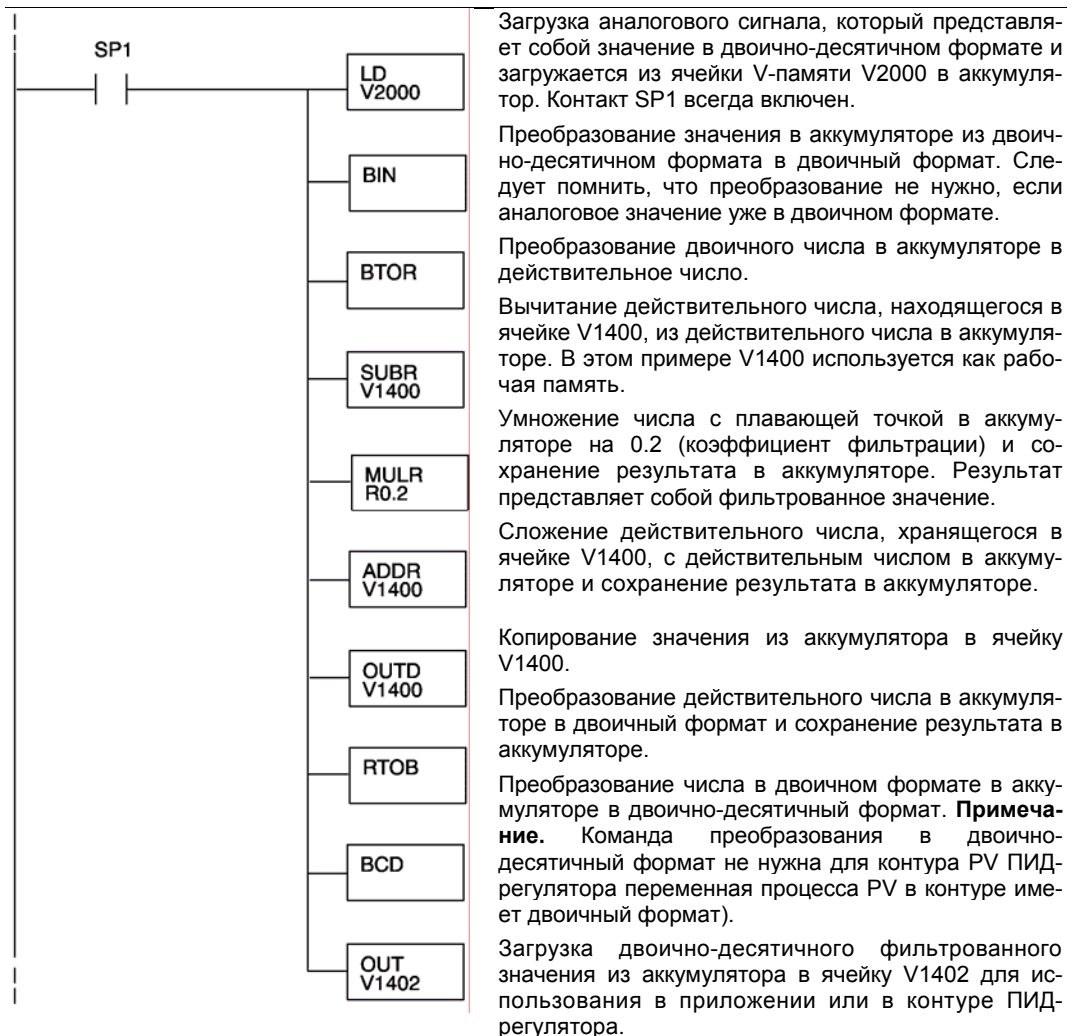 SP1
LD
V2000
BIN
BTOR
SUBR
V1400
MULR
R0.2
ADDR
V1400
OUTD
V1400
RTOB
BCD
OUT
V1402
Загрузка аналогового сигнала, который представля-
ет собой значение в двоично-десятичном формате и
загружается из ячейки V-памяти V2000 в аккумуля-
тор. Контакт SP1 всегда включен.
Преобразование значения в аккумуляторе из двоич-
но-десятичном формата в двоичный формат. Сле-
дует помнить, что преобразование не нужно, если
аналоговое значение уже в двоичном формате.
Преобразование двоичного числа в аккумуляторе в
действительное число.
Вычитание действительного числа, находящегося в
ячейке V1400, из действительного числа в аккумуля-
торе. В этом примере V1400 используется как рабо-
чая память.
Умножение числа с плавающей точкой в аккуму-
ляторе на 0.2 (коэффициент фильтрации) и со-
хранение результата в аккумуляторе. Результат
представляет собой фильтрованное значение.
Сложение действительного числа, хранящегося в
ячейке V1400, с действительным числом в аккуму-
ляторе и сохранение результата в аккумуляторе.
Копирование значения из аккумулятора в ячейку
V1400.
Преобразование действительного числа в аккумуля-
торе в двоичный формат и сохранение результата в
аккумуляторе.
Преобразование числа в двоичном формате в акку-
муляторе в двоично-десятичный формат. Примеча-
ние. Команда преобразования в двоично-
десятичный формат не нужна для контура PV ПИД-
регулятора переменная процесса PV в контуре име-
ет двоичный формат).
Загрузка двоично-десятичного фильтрованного
значения из аккумулятора в ячейку V1402 для ис-
пользования в приложении или в контуре ПИД-
регулятора.